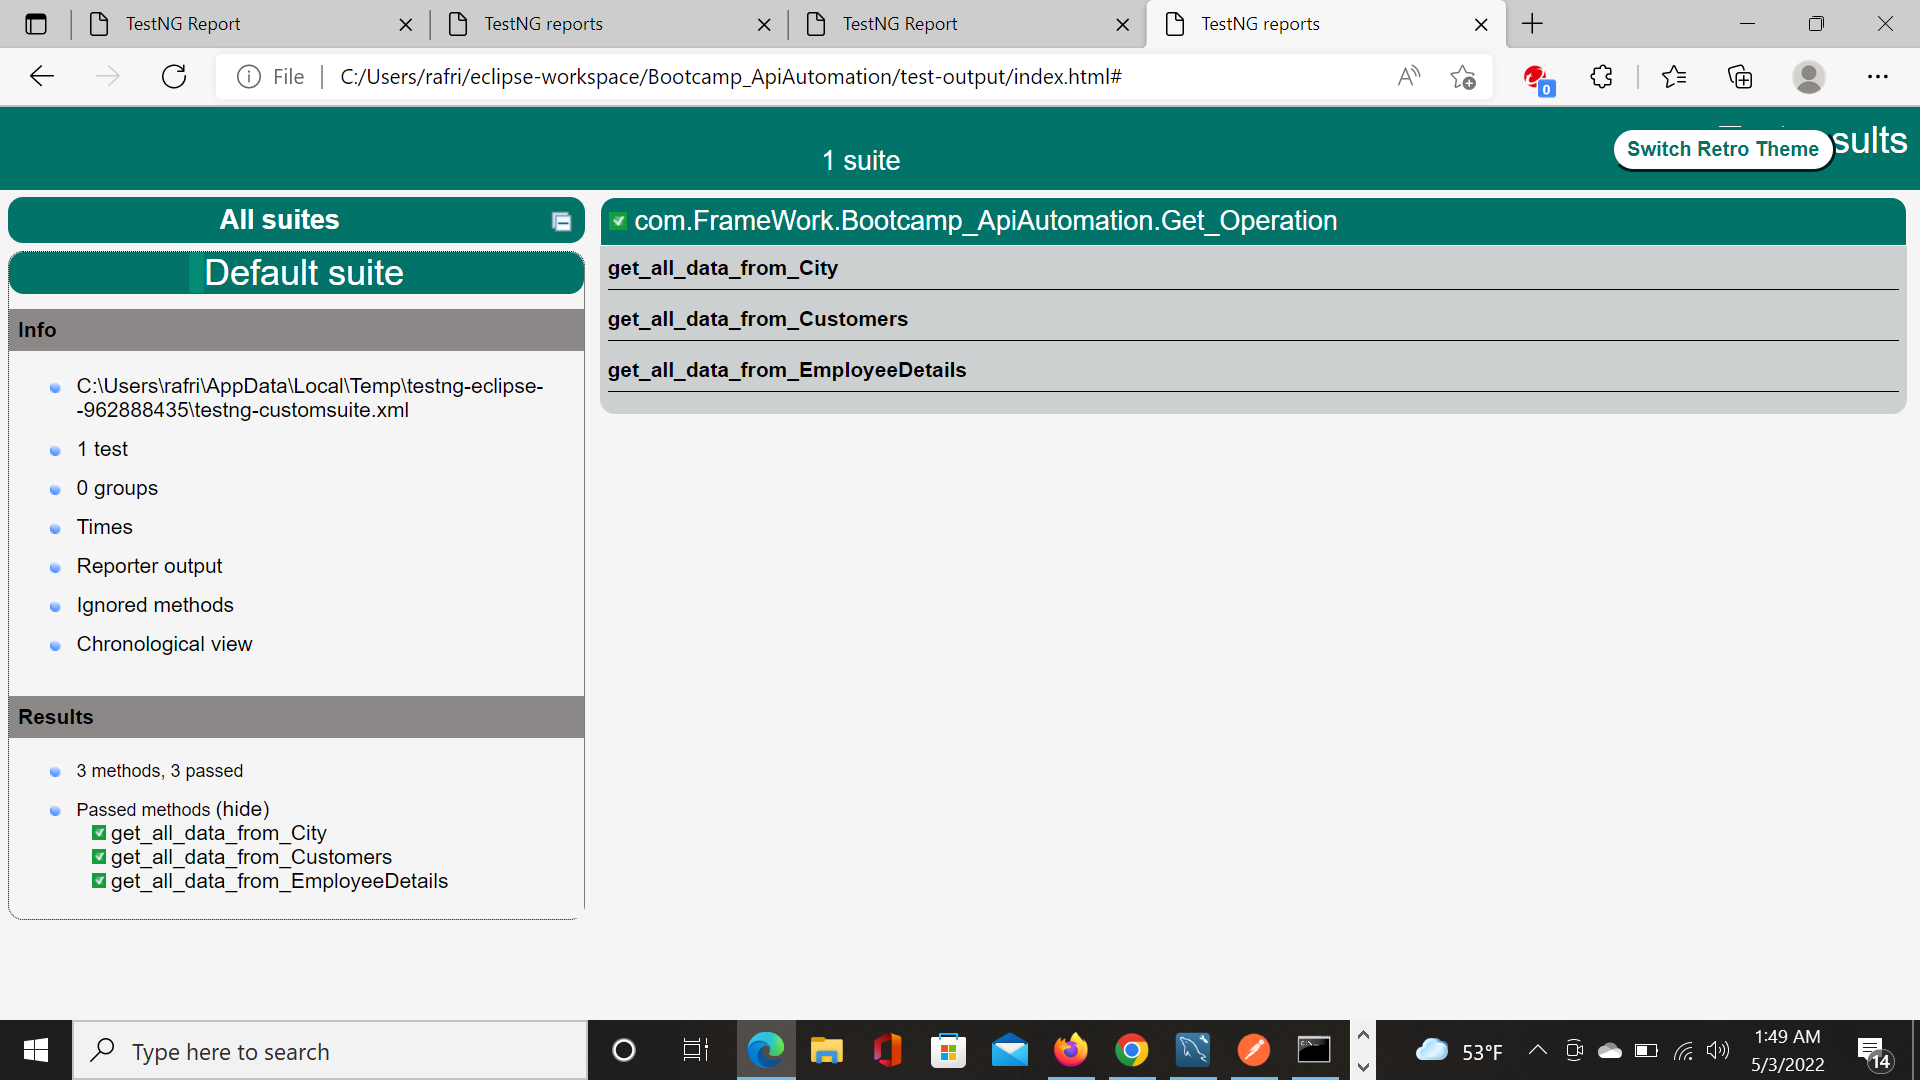 TestNG Report
TestNG reports
TestNG Report
TestNG reports
File
C:/Users/rafri/eclipse-workspace/Bootcamp_ApiAutomation/test-output/index.html#
0
1 suite
Switch Retro Theme
sults
All suites
Default suite
Info
C:\Users\rafri\AppData\Local\Temp\testng-eclipse-
-962888435\testng-customsuite.xml
1 test
0 groups
Times
Reporter output
Ignored methods
Chronological view
Results
3 methods, 3 passed
Passed methods (hide)
get_all_data_from_City
get_all_data_from_Customers
get_all_data_from_EmployeeDetails
com.FrameWork.Bootcamp_ApiAutomation.Get_Operation
get_all_data_from_City
get_all_data_from_Customers
get_all_data_from_EmployeeDetails
Type here to search
53°F
1:49 AM
5/3/2022
14